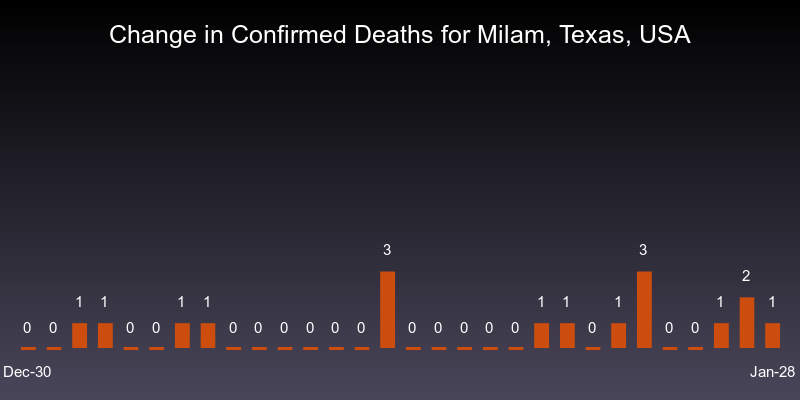 Change in Confirmed Deaths for Milam, Texas, USA
3
3
2
1 1 1 1 1 1 1 1 1
0 0 0 0 0 0 0 0 0 0 0 0 0 0 0 0 0 0
Dec-30 Jan-28